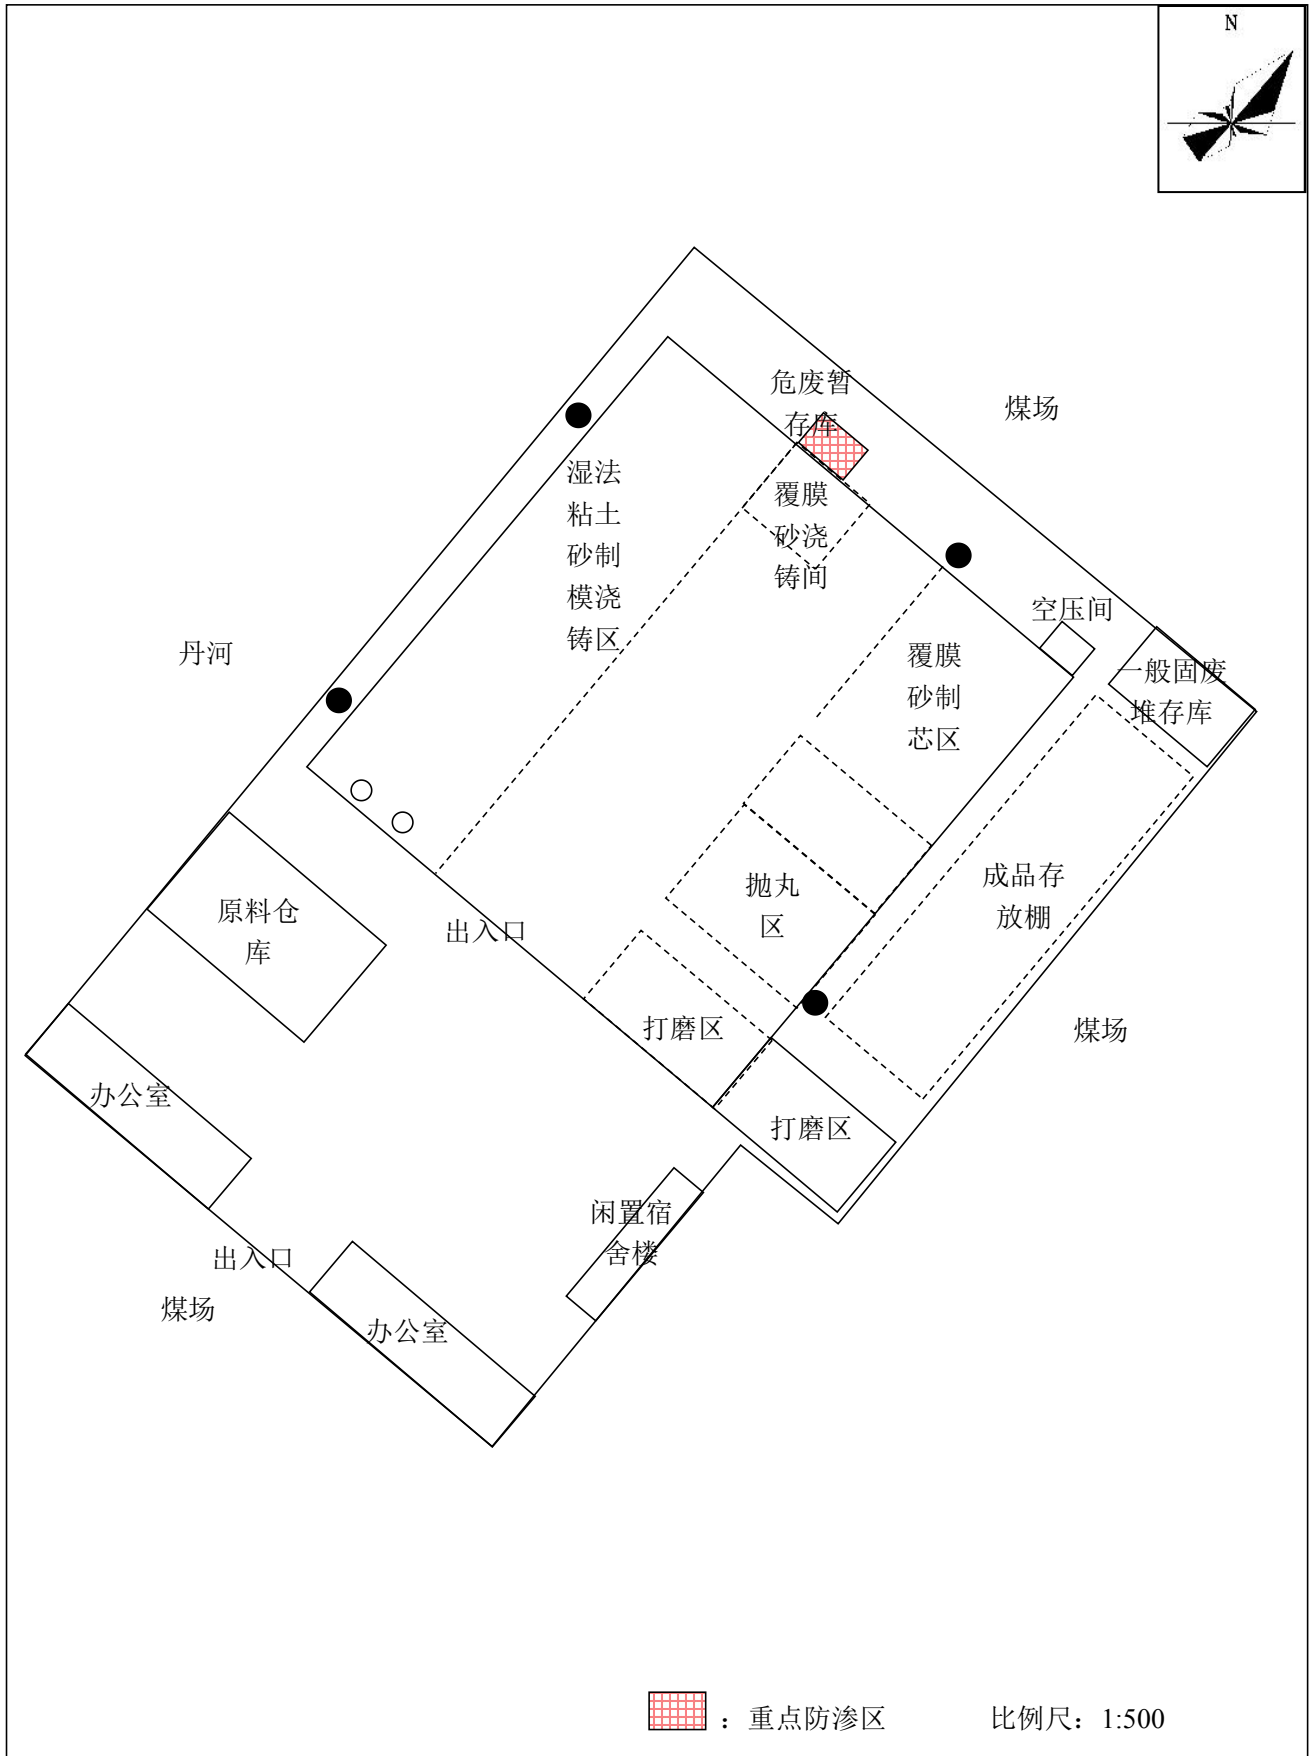 N
危废暂
存库
煤场
湿法
粘土
砂制
模浇
铸区
覆膜
砂浇
铸间
空压间
丹河
覆膜
砂制
芯区
一般固废
堆存库
成品存
放棚
抛丸
区
原料仓
库
出入口
打磨区
煤场
办公室
打磨区
闲置宿
舍楼
出入口
煤场
办公室
：重点防渗区
比例尺：1:500